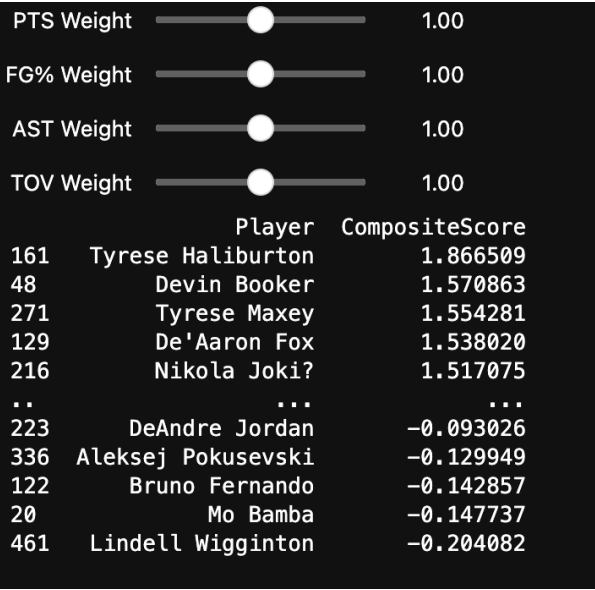 PTS Weight 1.00
FG% Weight 1.00
AST Weight 1.00
TOV Weight 1.00
Player CompositeScore
161 Tyrese Haliburton 1.866509
48 Devin Booker 1.570863
271 Tyrese Maxey 1.554281
129 De'Aaron Fox 1.538020
216 Nikola Joki? 1.517075
.. ... ...
223 DeAndre Jordan -0.093026
336 Aleksej Pokusevski -0.129949
122 Bruno Fernando -0.142857
20 Mo Bamba -0.147737
461 Lindell Wigginton -0.204082